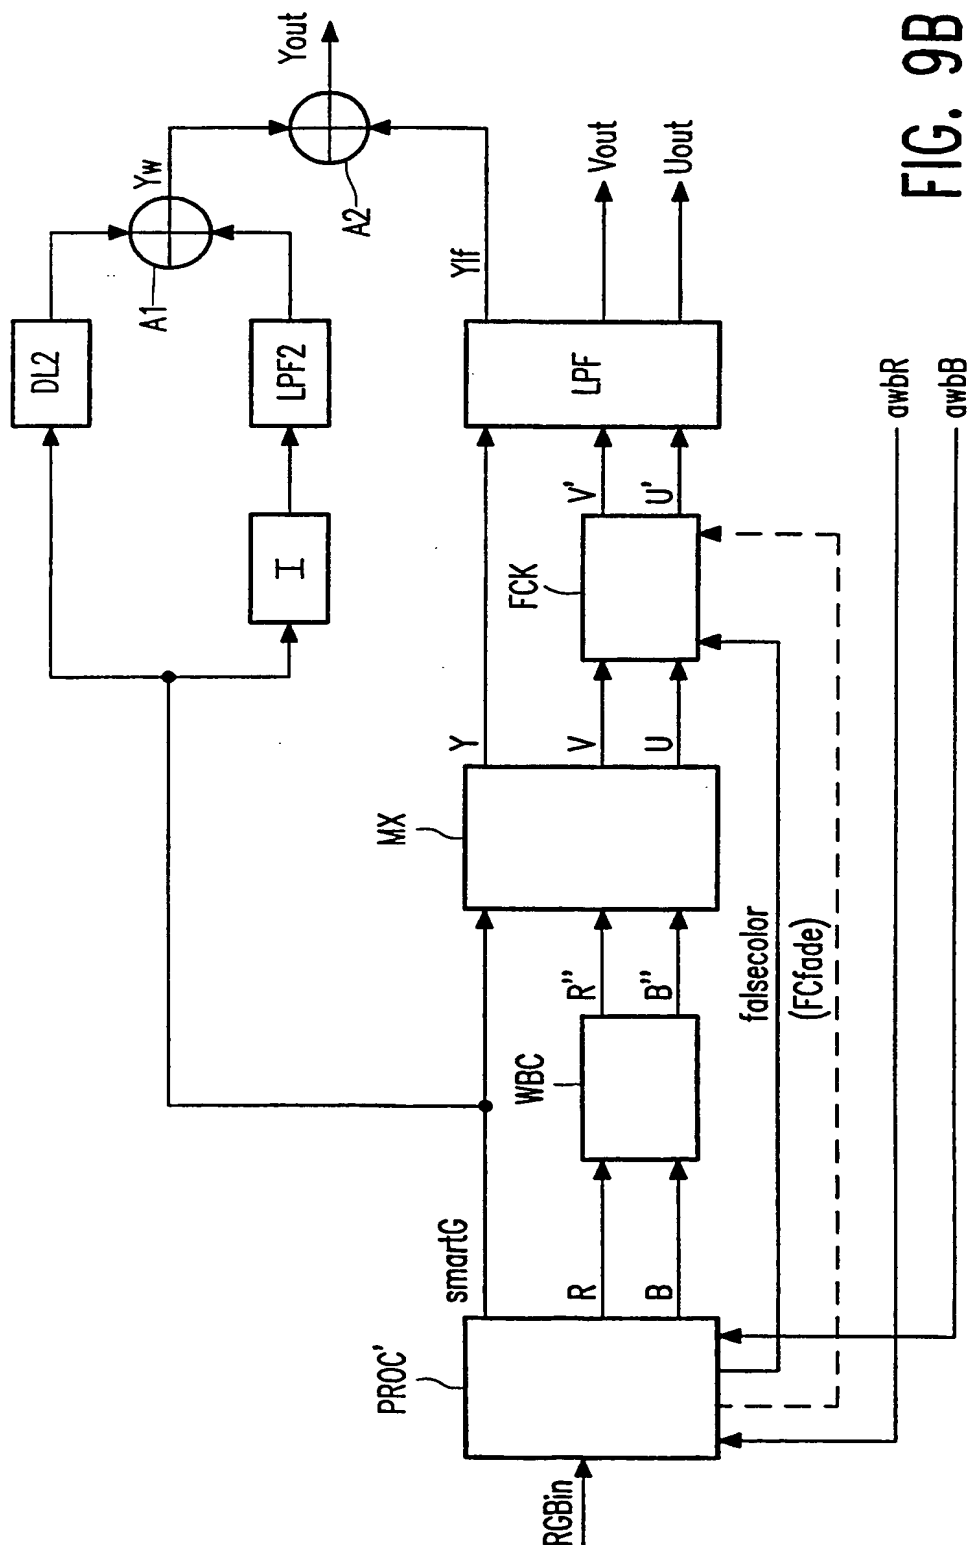 FIG. 9B
RGBin
PROC'
smartG
R
B
WBC
R"
B"
MX
Y
V
U
FCK
V'
U'
LPF
Ylf
Vout
Uout
I
LPF2
DL2
A1
Yw
A2
Yout
falsecolor
(FCfade)
awbR
awbB